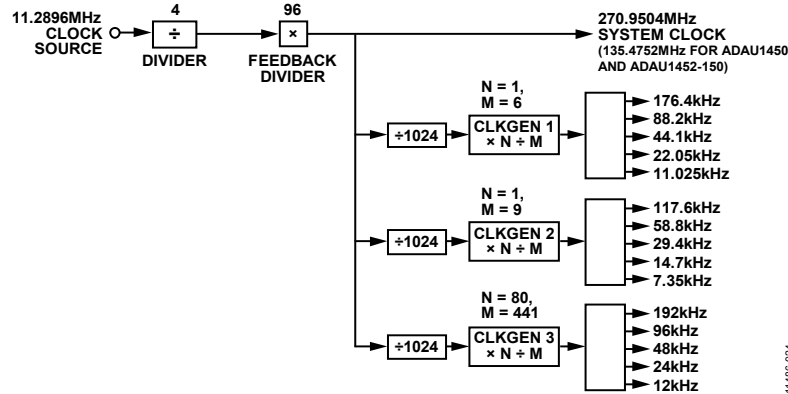 11.2896MHz
CLOCK
SOURCE
4
÷
DIVIDER
96
×
FEEDBACK
DIVIDER
270.9504MHz
SYSTEM CLOCK
(135.4752MHz FOR ADAU1450
AND ADAU1452-150)
N = 1,
M = 6
÷1024
CLKGEN 1
× N ÷ M
176.4kHz
88.2kHz
44.1kHz
22.05kHz
11.025kHz
N = 1,
M = 9
÷1024
CLKGEN 2
× N ÷ M
117.6kHz
58.8kHz
29.4kHz
14.7kHz
7.35kHz
N = 80,
M = 441
÷1024
CLKGEN 3
× N ÷ M
192kHz
96kHz
48kHz
24kHz
12kHz